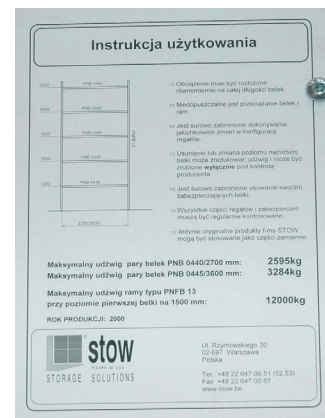 Instrukcja użytkowania
PNB 0440
PNB 0440
PNB 0440
PNB 0440
PNB 0440
2700/3600
⇨ Obciążenie musi być rozłożone
równomiernie na całej długości belek.
⇨ Niedopuszczalne jest przeciążanie belek i
ram.
⇨ Jest surowo zabronione dokonywanie
jakichkolwiek zmian w konfiguracji
regałów.
⇨ Usunięcie lub zmiana poziomu najniższej
belki może zredukować udźwig i może być
zrobione wyłącznie pod kontrolą
producenta.
⇨ Jest surowo zabronione usuwanie
zabezpieczających belki.
⇨ Wszystkie części regałów i zabezpieczeń
muszą być regularnie kontrolowane.
⇨ Jedynie oryginalne produkty firmy STOW
mogą być stosowane jako części zamienne.
Maksymalny udźwig pary belek PNB 0440/2700 mm: 2595kg
Maksymalny udźwig pary belek PNB 0445/3600 mm: 3284kg
Maksymalny udźwig ramy typu PNFB 13
przy poziomie pierwszej belki na 1500 mm: 12000kg
ROK PRODUKCJI: 2000
stow
POLSKA Sp. z o.o.
STORAGE SOLUTIONS
Ul. Rzymowskiego 30
02-697 Warszawa
Polska
Tel. +48 22 647 06 51 (52,53)
Fax +48 22 647 00 67
www.stow.be